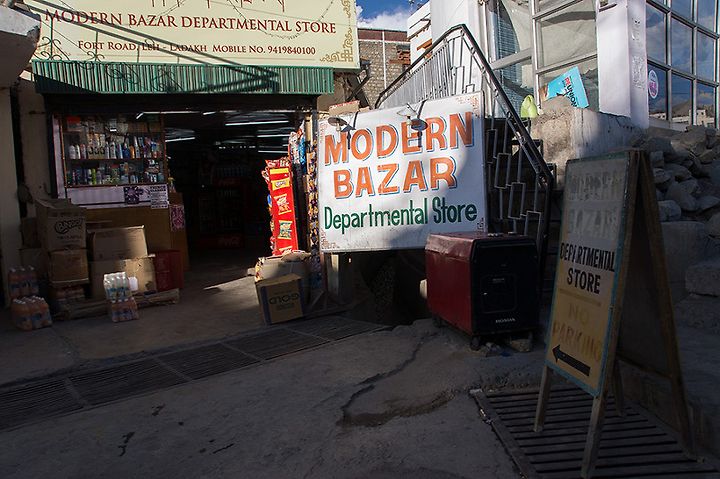 MODERN BAZAR DEPARTMENTAL STORE
FORT ROAD, LEH - LADAKH MOBILE NO. 9419840100
MODERN
BAZAR
Departmental Store
MODERN
BAZAR
DEPARTMENTAL
STORE
NO
PARKING
GOLD